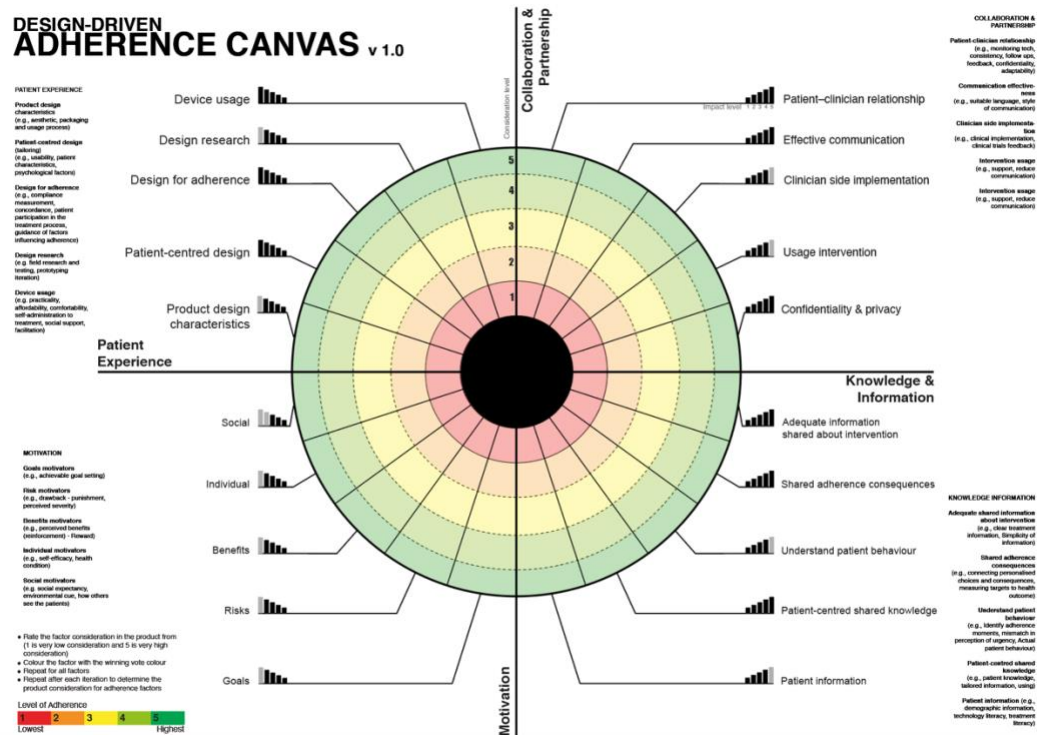 DESIGN-DRIVEN
ADHERENCE CANVAS v 1.0
PATIENT EXPERIENCE
Product design
characteristics
(e.g., aesthetic, packaging
and usage process)
Patient-centred design
(tailoring)
(e.g., usability, patient
characteristics,
psychological factors)
Design for adherence
(e.g., compliance
measurement,
concordance, patient
participation in the
treatment process,
guidance of factors
influencing adherence)
Design research
(e.g. field research and
testing, prototyping
iteration)
Device usage
(e.g. practicality,
affordability, comfortability,
self-administration to
treatment, social support,
facilitation)
Device usage
Design research
Design for adherence
Patient-centred design
Product design
characteristics
Patient
Experience
Collaboration &
Partnership
Consideration level
5
4
3
2
1
Impact level 1 2 3 4 5
Patient–clinician relationship
Effective communication
Clinician side implementation
Usage intervention
Confidentiality & privacy
Knowledge &
Information
COLLABORATION &
PARTNERSHIP
Patient-clinician relationship
(e.g., monitoring tech,
consistency, follow ups,
feedback, confidentiality,
adaptability)
Communication effective-
ness
(e.g., suitable language, style
of communication)
Clinician side implementa-
tion
(e.g., clinical implementation,
clinical trials feedback)
Intervention usage
(e.g., support, reduce
communication)
Intervention usage
(e.g., support, reduce
communication)
Social
Individual
Benefits
Risks
Goals
Motivation
Adequate information
shared about intervention
Shared adherence consequences
Understand patient behaviour
Patient-centred shared knowledge
Patient information
MOTIVATION
Goals motivators
(e.g., achievable goal setting)
Risk motivators
(e.g., drawback - punishment,
perceived severity)
Benefits motivators
(e.g., perceived benefits
(reinforcement) - Reward)
Individual motivators
(e.g., self-efficacy, health
condition)
Social motivators
(e.g. social expectancy,
environmental cue, how others
see the patients)
• Rate the factor consideration in the product from
(1 is very low consideration and 5 is very high
consideration)
• Colour the factor with the winning vote colour
• Repeat for all factors
• Repeat after each iteration to determine the
product consideration for adherence factors
Level of Adherence
1 2 3 4 5
Lowest Highest
KNOWLEDGE INFORMATION
Adequate shared information
about intervention
(e.g., clear treatment
information, Simplicity of
information)
Shared adherence
consequences
(e.g., connecting personalised
choices and consequences,
measuring targets to health
outcome)
Understand patient
behaviour
(e.g., Identify adherence
moments, mismatch in
perception of urgency, Actual
patient behaviour)
Patient-centred shared
knowledge
(e.g., patient knowledge,
tailored information, using)
Patient information (e.g.,
demographic information,
technology literacy, treatment
literacy)